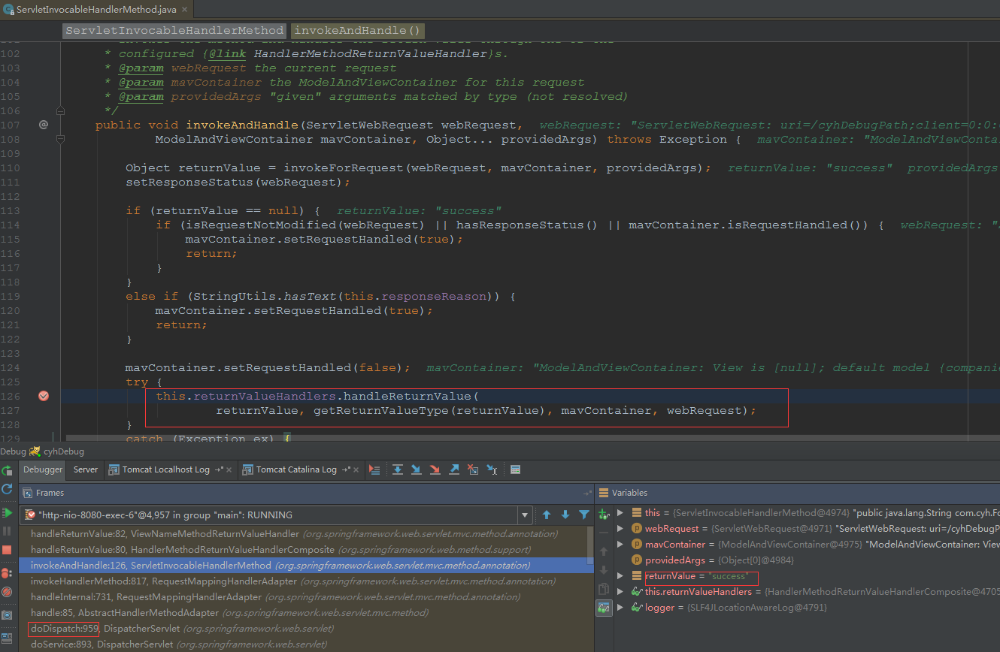 ServletInvocableHandlerMethod.java
ServletInvocableHandlerMethod invokeAndHandle()
102 * configured {@link HandlerMethodReturnValueHandler}s.
103 * @param webRequest the current request
104 * @param mavContainer the ModelAndViewContainer for this request
105 * @param providedArgs "given" arguments matched by type (not resolved)
106 */
107 @ public void invokeAndHandle(ServletWebRequest webRequest, webRequest: "ServletWebRequest: uri=/cyhDebugPath;client=0:0:
108 ModelAndViewContainer mavContainer, Object... providedArgs) throws Exception { mavContainer: "ModelAndViewConta
109
110 Object returnValue = invokeForRequest(webRequest, mavContainer, providedArgs); returnValue: "success" providedArgs
111 setResponseStatus(webRequest);
112
113 if (returnValue == null) { returnValue: "success"
114 if (isRequestNotModified(webRequest) || hasResponseStatus() || mavContainer.isRequestHandled()) { webRequest: "
115 mavContainer.setRequestHandled(true);
116 return;
117 }
118 }
119 else if (StringUtils.hasText(this.responseReason)) {
120 mavContainer.setRequestHandled(true);
121 return;
122 }
123
124 mavContainer.setRequestHandled(false); mavContainer: "ModelAndViewContainer: View is [null]; default model {compani
125 try {
126 this.returnValueHandlers.handleReturnValue(
127 returnValue, getReturnValueType(returnValue), mavContainer, webRequest);
128 }
129 catch (Exception ex) {
Debug cyhDebug
Debugger Server Tomcat Localhost Log Tomcat Catalina Log
Frames
"http-nio-8080-exec-6"@4,957 in group "main": RUNNING
handleReturnValue:82, ViewNameMethodReturnValueHandler (org.springframework.web.servlet.mvc.method.annotation)
handleReturnValue:80, HandlerMethodReturnValueHandlerComposite (org.springframework.web.method.support)
invokeAndHandle:126, ServletInvocableHandlerMethod (org.springframework.web.servlet.mvc.method.annotation)
invokeHandlerMethod:817, RequestMappingHandlerAdapter (org.springframework.web.servlet.mvc.method.annotation)
handleInternal:731, RequestMappingHandlerAdapter (org.springframework.web.servlet.mvc.method.annotation)
handle:85, AbstractHandlerMethodAdapter (org.springframework.web.servlet.mvc.method)
doDispatch:959, DispatcherServlet (org.springframework.web.servlet)
doService:893, DispatcherServlet (org.springframework.web.servlet)
Variables
this = {ServletInvocableHandlerMethod@4974} "public java.lang.String com.cyh.Fo
webRequest = {ServletWebRequest@4971} "ServletWebRequest: uri=/cyhDebugP
mavContainer = {ModelAndViewContainer@4975} "ModelAndViewContainer: View
providedArgs = {Object[0]@4984}
returnValue = "success"
this.returnValueHandlers = {HandlerMethodReturnValueHandlerComposite@4705
logger = {SLF4JLocationAwareLog@4791}